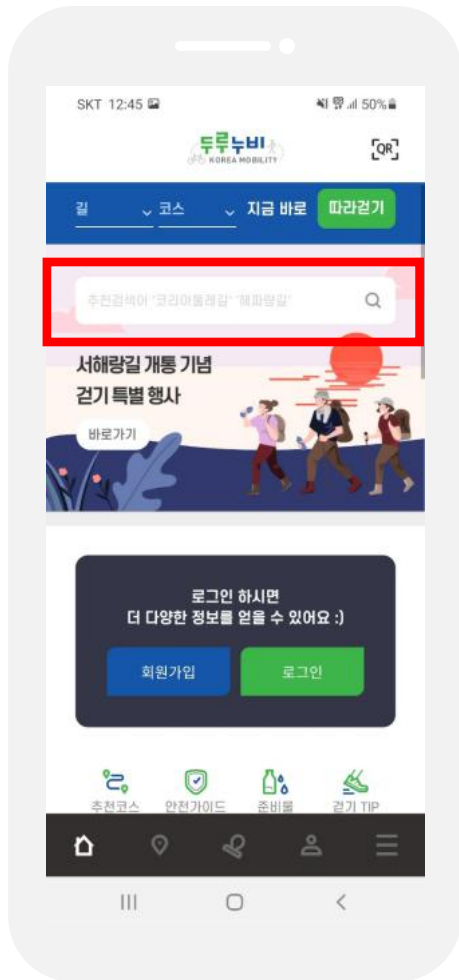 SKT 12:45
50%
두루누비
KOREA MOBILITY
QR
길 코스 지금 바로 따라걷기
추천검색어 '코리아둘레길' '해파랑길'
서해랑길 개통 기념
걷기 특별 행사
바로가기
로그인 하시면
더 다양한 정보를 얻을 수 있어요 :)
회원가입 로그인
추천코스 안전가이드 준비물 걷기 TIP